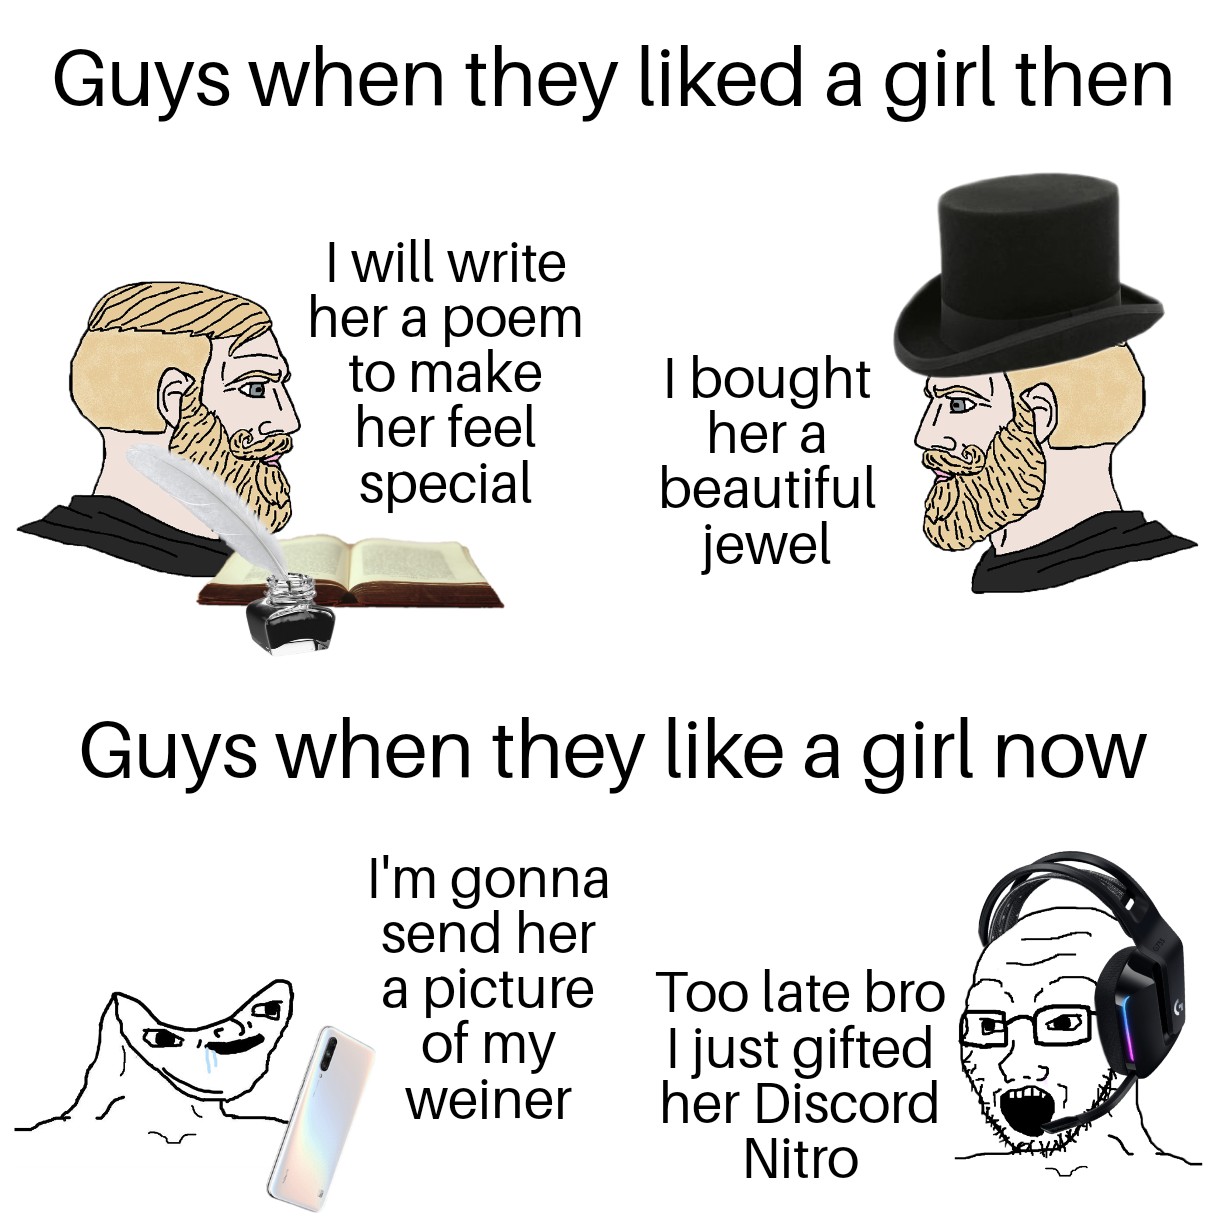 Guys when they liked a girl then
I will write
her a poem
to make
her feel
special
I bought
her a
beautiful
jewel
Guys when they like a girl now
I'm gonna
send her
a picture
of my
weiner
Too late bro
I just gifted
her Discord
Nitro